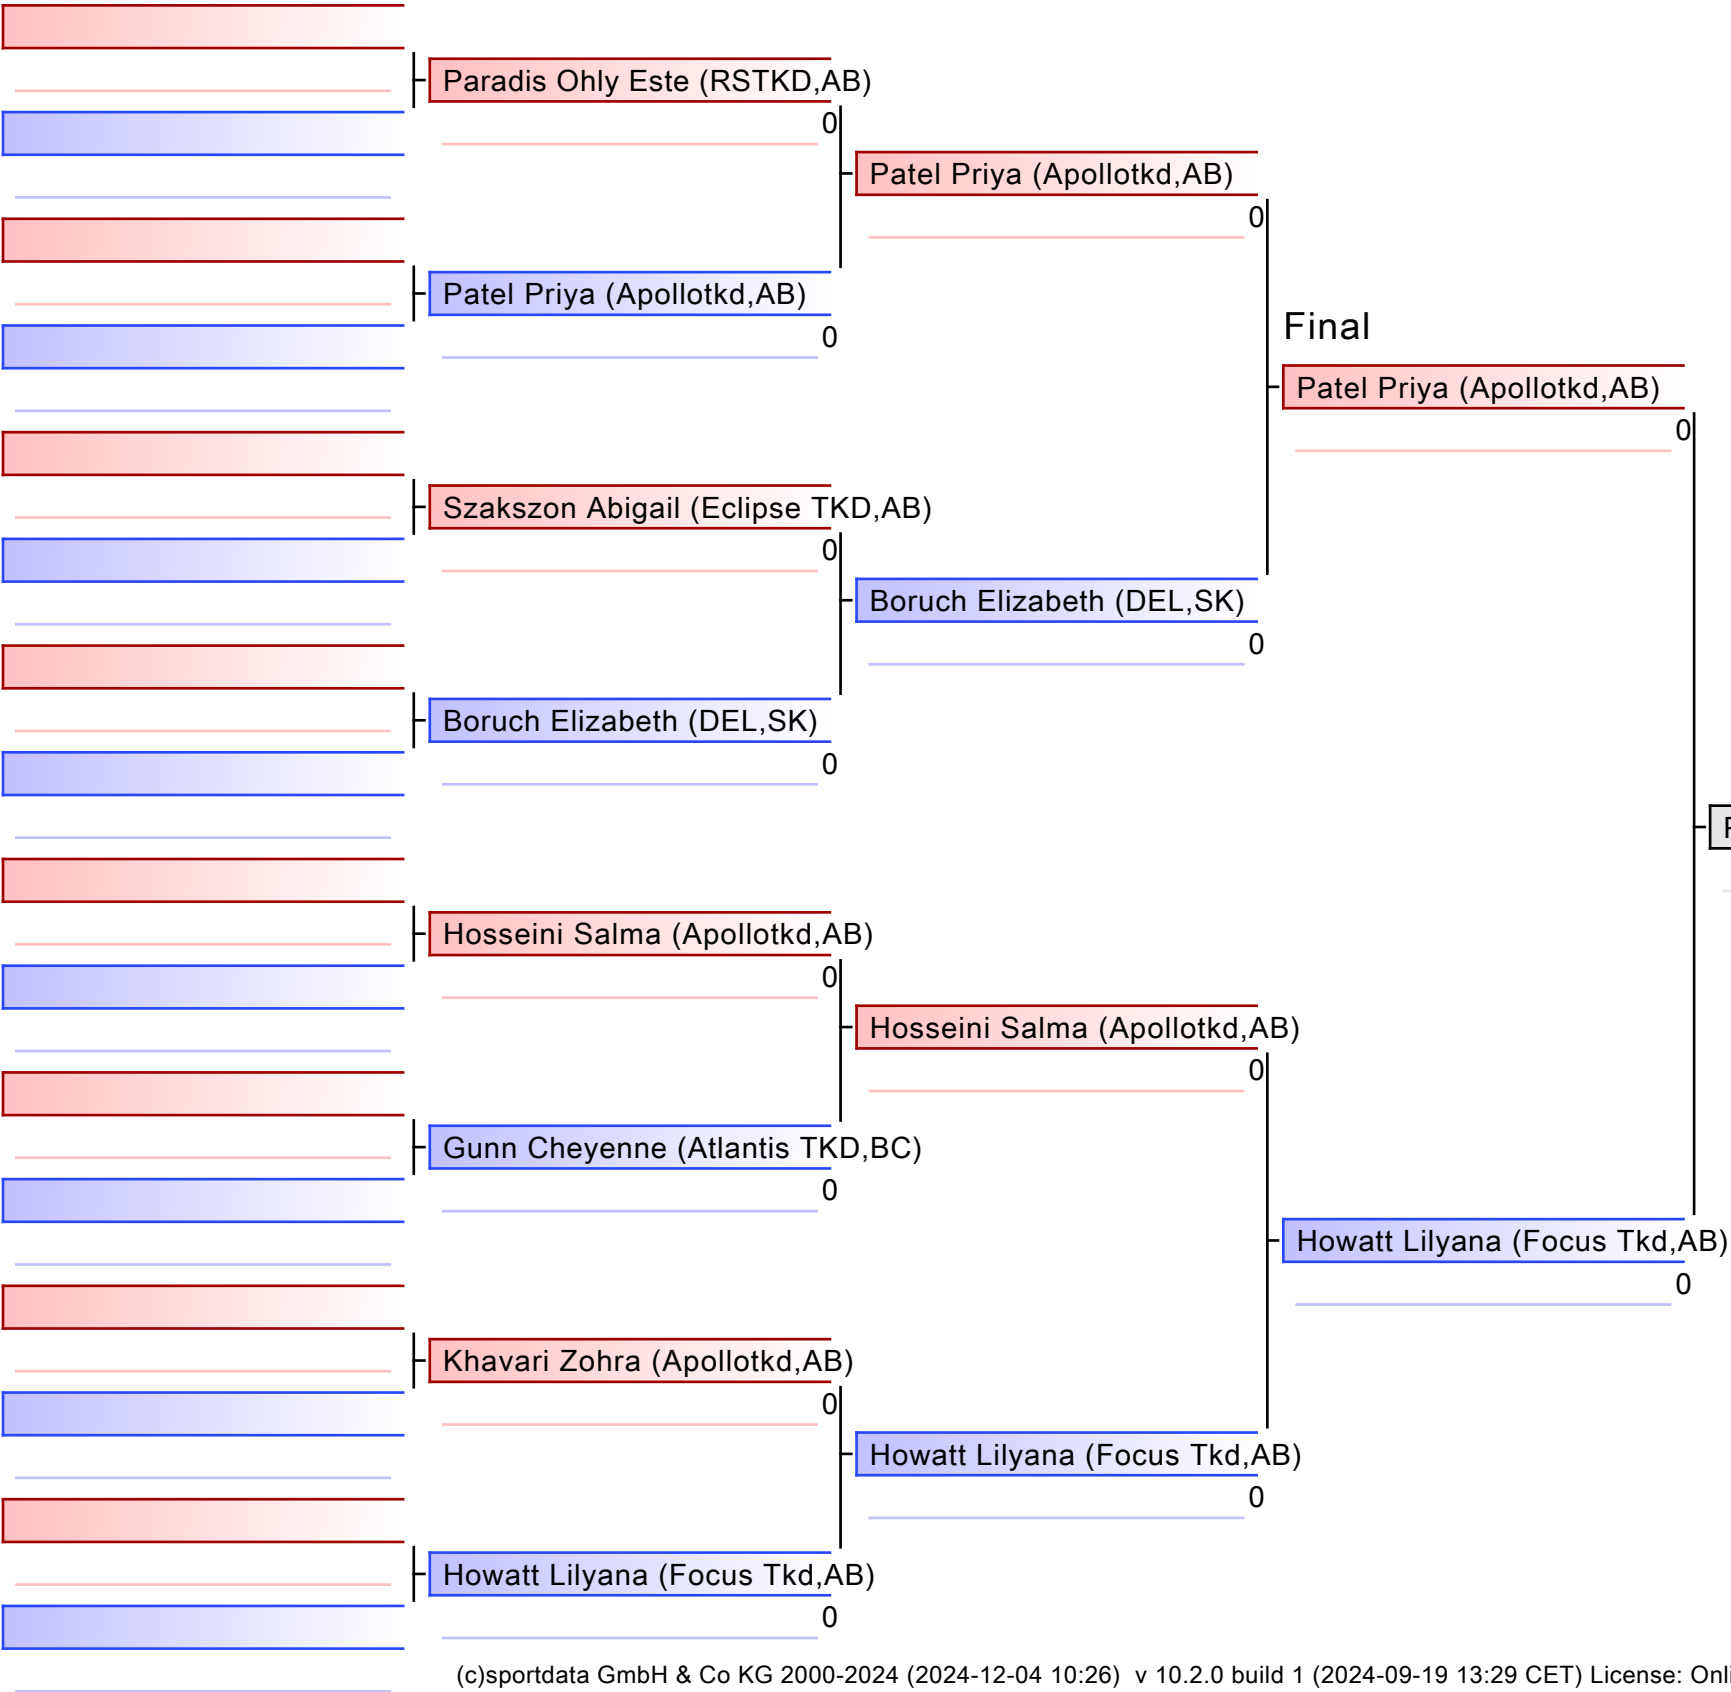 Paradis Ohly Este (RSTKD,AB)
0
Patel Priya (Apollotkd,AB)
0
Patel Priya (Apollotkd,AB)
0
Final
Patel Priya (Apollotkd,AB)
0
Szakszon Abigail (Eclipse TKD,AB)
0
Boruch Elizabeth (DEL,SK)
0
Boruch Elizabeth (DEL,SK)
0
Hosseini Salma (Apollotkd,AB)
0
Hosseini Salma (Apollotkd,AB)
0
Gunn Cheyenne (Atlantis TKD,BC)
0
Howatt Lilyana (Focus Tkd,AB)
0
Khavari Zohra (Apollotkd,AB)
0
Howatt Lilyana (Focus Tkd,AB)
0
Howatt Lilyana (Focus Tkd,AB)
0
(c)sportdata GmbH & Co KG 2000-2024 (2024-12-04 10:26) v 10.2.0 build 1 (2024-09-19 13:29 CET) License: Onli